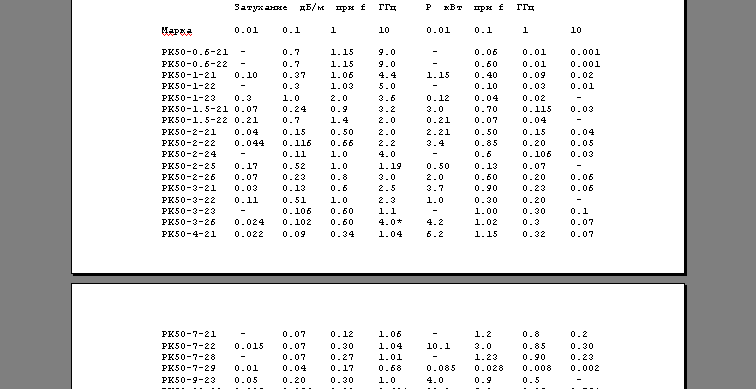 Затухание дБ/м при f ГГц P кВт при f ГГц
Марка 0.01 0.1 1 10 0.01 0.1 1 10
РК50-0.6-21 - 0.7 1.15 9.0 - 0.06 0.01 0.001
РК50-0.6-22 - 0.7 1.15 9.0 - 0.60 0.01 0.001
РК50-1-21 0.10 0.37 1.06 4.4 1.15 0.40 0.09 0.02
РК50-1-22 - 0.3 1.03 5.0 - 0.10 0.03 0.01
РК50-1-23 0.3 1.0 2.0 3.6 0.12 0.04 0.02 -
РК50-1.5-21 0.07 0.24 0.9 3.2 3.0 0.70 0.115 0.03
РК50-1.5-22 0.21 0.7 1.4 2.0 0.21 0.07 0.04 -
РК50-2-21 0.04 0.15 0.50 2.0 2.21 0.50 0.15 0.04
РК50-2-22 0.044 0.116 0.66 2.2 3.4 0.85 0.20 0.05
РК50-2-24 - 0.11 1.0 4.0 - 0.6 0.106 0.03
РК50-2-25 0.17 0.52 1.0 1.19 0.50 0.13 0.07 -
РК50-2-26 0.07 0.23 0.8 3.0 2.0 0.60 0.20 0.06
РК50-3-21 0.03 0.13 0.6 2.5 3.7 0.90 0.23 0.06
РК50-3-22 0.11 0.51 1.0 2.3 1.0 0.30 0.20 -
РК50-3-23 - 0.106 0.60 1.1 - 1.00 0.30 0.1
РК50-3-26 0.024 0.102 0.60 4.0* 4.2 1.02 0.3 0.07
РК50-4-21 0.022 0.09 0.34 1.04 6.2 1.15 0.32 0.07
РК50-7-21 - 0.07 0.12 1.06 - 1.2 0.8 0.2
РК50-7-22 0.015 0.07 0.30 1.04 10.1 3.0 0.85 0.30
РК50-7-28 - 0.07 0.27 1.01 - 1.23 0.90 0.23
РК50-7-29 0.01 0.04 0.17 0.68 0.085 0.028 0.008 0.002
РК50-9-23 0.05 0.20 0.30 1.0 4.0 0.9 0.5 -